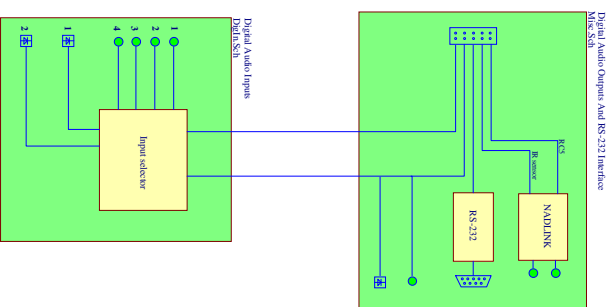 Digital Audio Inputs
DigIn.Sch
2
1
4
3
2
1
Input selector
Digital Audio Outputs And RS-232 Interface
Misc.Sch
RC5
IR sensor
RS-232
NADLINK